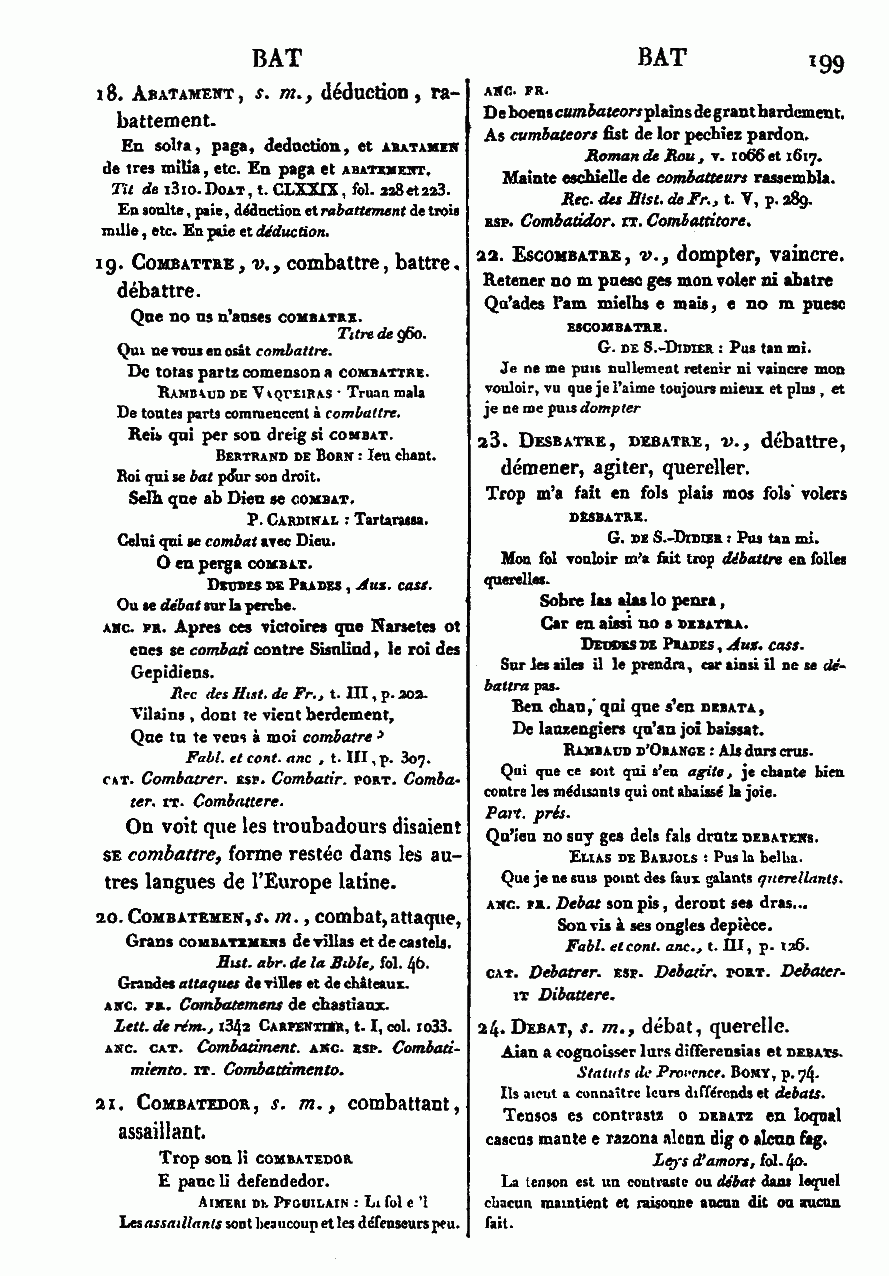 BAT
BAT 199
18. ABATAMENT, s. m., déduction, ra-
battement.
En solta, paga, deduction, et ABATAMEN
de tres milia, etc. En paga et ABATEMENT.
Tit de 1310. DOAT, t. CLXXIX, fol. 228 et 223.
En soulte, paie, déduction et rabattement de trois
mille, etc. En paie et déduction.
19. COMBATTRE, v., combattre, battre,
débattre.
Que no us n'auses COMBATRE.
Titre de 960.
Qui ne vous en osât combattre.
De totas partz comenson a COMBATTRE.
RAMBAUD DE VAQUEIRAS : Truan mala
De toutes parts commencent à combattre.
Reis qui per son dreig si COMBAT.
BERTRAND DE BORN : Ieu chant.
Roi qui se bat pour son droit.
Selh que ab Dieu se COMBAT.
P. CARDINAL : Tartarassa.
Celui qui se combat avec Dieu.
O en perga COMBAT.
DEUDES DE PRADES, Aus. cass.
Ou se débat sur la perche.
ANC. FR. Apres ces victoires que Narsetes ot
eues se combati contre Sisnlind, le roi des
Gepidiens.
Rec des Hist. de Fr., t. III, p. 202.
Vilains, dont te vient herdement,
Que tu te veus à moi combatre ?
Fabl. et cont. anc , t. III, p. 307.
CAT. Combatrer. ESP. Combatir. PORT. Comba-
ter. IT. Combattere.
On voit que les troubadours disaient
SE combattre, forme restée dans les au-
tres langues de l'Europe latine.
20. COMBATEMEN, s. m., combat, attaque,
Grans COMBATEMENS de villas et de castels.
Hist. abr. de la Bible, fol. 46.
Grandes attaques de villes et de châteaux.
ANC. FR. Combatemens de chastiaux.
Lett. de rém., 1342 CARPENTIER, t. I, col. 1033.
ANC. CAT. Combatiment. ANC. ESP. Combati-
miento. IT. Combattimento.
21. COMBATEDOR, s. m., combattant,
assaillant.
Trop son li COMBATEDOR
E pauc li defendedor.
AIMERI DE PEGUILAIN : Li fol e 'l
Les assaillants sont beaucoup et les défenseurs peu.
ANC. FR.
De boens cumbateors plains de grant hardement.
As cumbateors fist de lor pechiez pardon.
Roman de Rou, v. 1066 et 1617.
Mainte eschielle de combatteurs rassembla.
Rec. des Hist. de Fr., t. V, p. 289.
ESP. Combatidor. IT. Combattitore.
22. ESCOMBATRE, v., dompter, vaincre.
Retener no m puesc ges mon voler ni abatre
Qu'ades l'am mielhs e mais, e no m puesc
ESCOMBATRE.
G. DE S.-DIDIER : Pus tan mi.
Je ne me puis nullement retenir ni vaincre mon
vouloir, vu que je l'aime toujours mieux et plus, et
je ne me puis dompter
23. DESBATRE, DEBATRE, v., débattre,
démener, agiter, quereller.
Trop m'a fait en fols plais mos fols volers
DESBATRE.
G. DE S.-DIDIER : Pus tan mi.
Mon fol vouloir m'a fait trop débattre en folles
querelles.
Sobre las alas lo penra,
Car en aissi no s DEBATRA.
DEUDES DE PRADES, Aus. cass.
Sur les ailes il le prendra, car ainsi il ne se dé-
battra pas.
Ben chan, qui que s'en DEBATA,
De lauzengiers qu'an joi baissat.
RAMBAUD D'ORANGE : Als durs crus.
Qui que ce soit qui s'en agite, je chante bien
contre les médisants qui ont abaissé la joie.
Part. prés.
Qu'ieu no suy ges dels fals drutz DEBATENS.
ELIAS DE BARJOLS : Pus la belha.
Que je ne suis point des faux galants querellants.
ANC. FR. Debat son pis, deront ses dras...
Son vis à ses ongles depièce.
Fabl. et cont. anc., t. III, p. 126.
CAT. Debatrer. ESP. Debatir. PORT. Debater.
IT Dibattere.
24. DEBAT, s. m., débat, querelle.
Aian a cognoisser lurs differensias et DEBATS.
Statuts de Provence. BOMY, p. 74.
Ils aient a connaître leurs différends et debats.
Tensos es contrastz o DEBATZ en loqual
cascus mante e razona alcun dig o alcun fag.
Leys d'amors, fol. 40.
La tenson est un contraste ou débat dans lequel
chacun maintient et raisonne aucun dit ou aucun
fait.